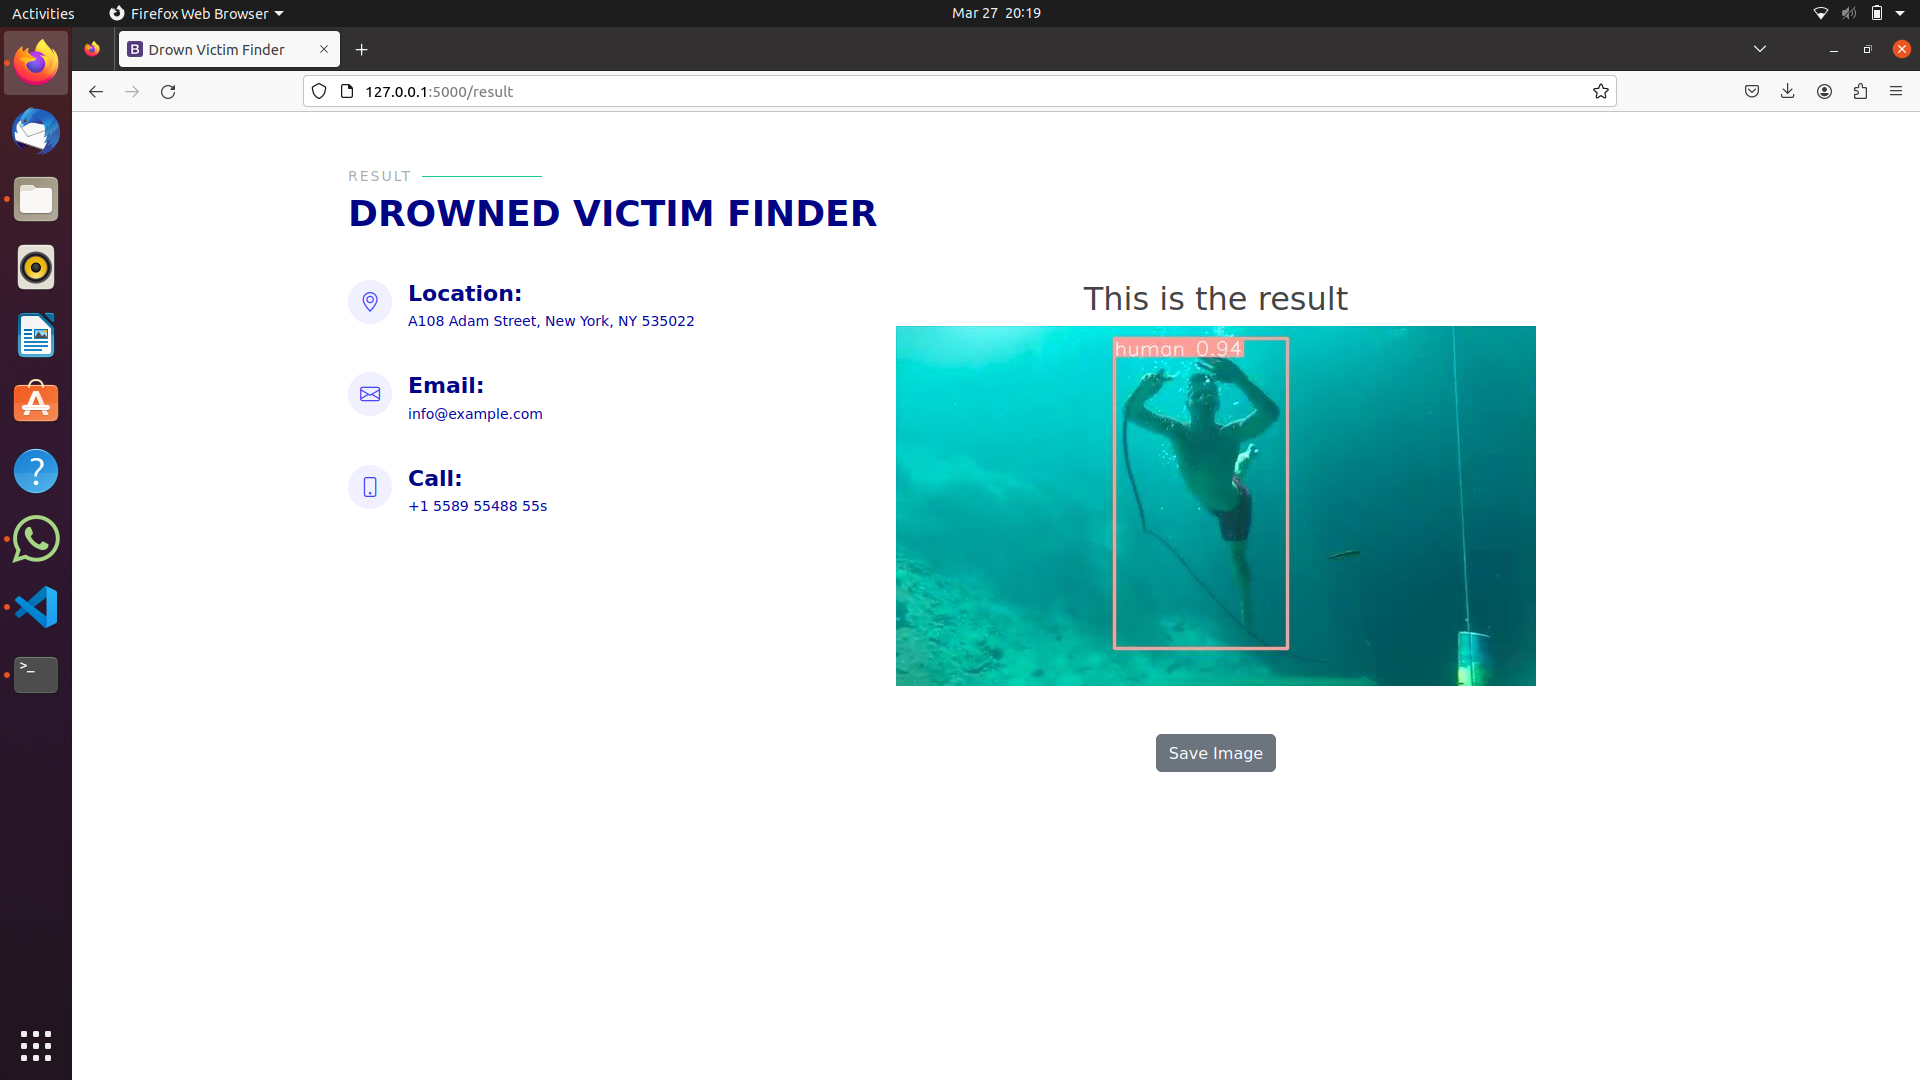 Activities
Firefox Web Browser
Mar 27 20:19
Drown Victim Finder
127.0.0.1:5000/result
RESULT
DROWNED VICTIM FINDER
Location:
A108 Adam Street, New York, NY 535022
Email:
info@example.com
Call:
+1 5589 55488 55s
This is the result
human 0.94
Save Image